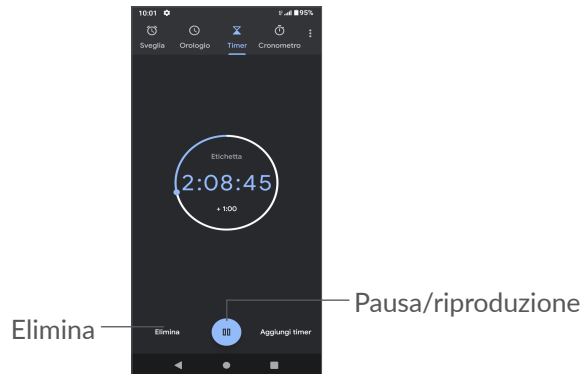 10:01 95%
Sveglia Orologio Timer Cronometro
Etichetta
2:08:45
+ 1:00
Pausa/riproduzione
Elimina
Elimina Aggiungi timer